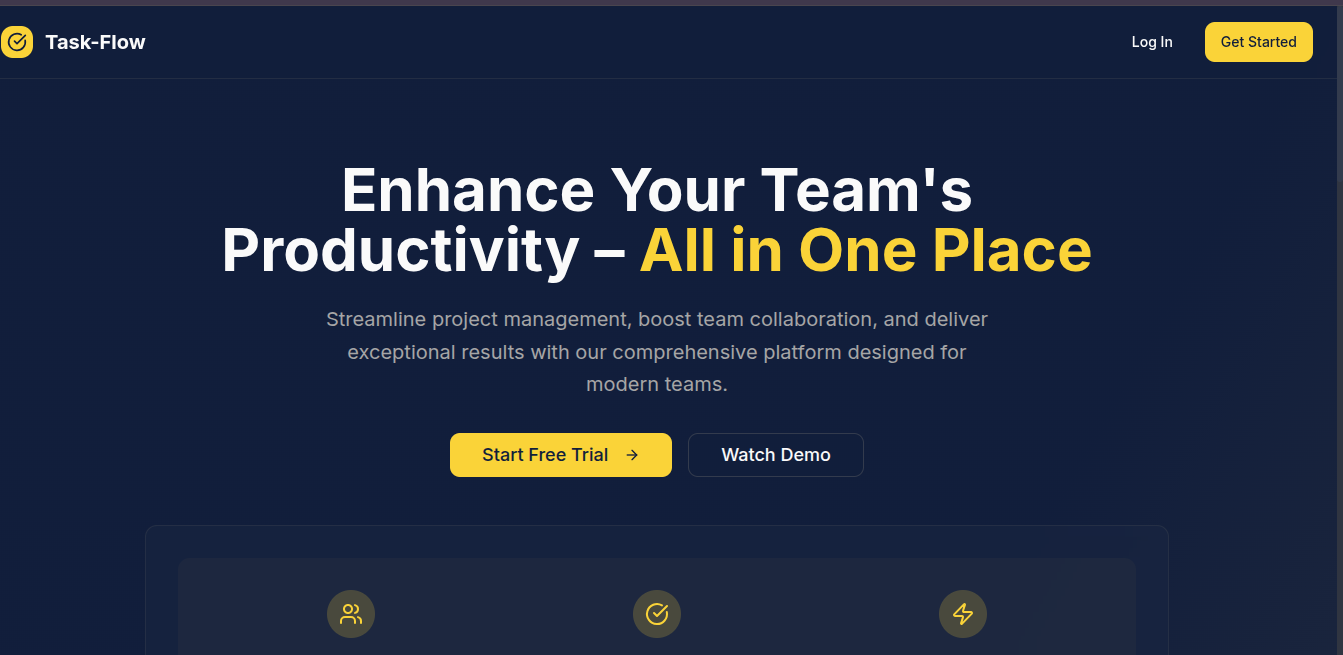 Task-Flow
Log In
Get Started
Enhance Your Team's
Productivity – All in One Place
Streamline project management, boost team collaboration, and deliver
exceptional results with our comprehensive platform designed for
modern teams.
Start Free Trial →
Watch Demo